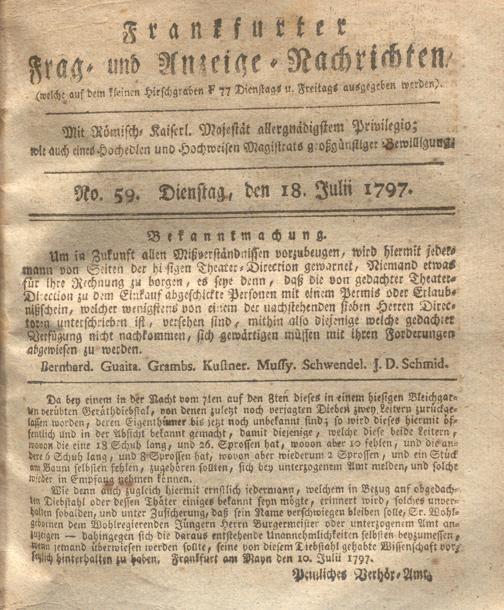 Frankfurter
Frag- und Anzeige-Nachrichten,
(welche auf dem kleinen Hirschgraben F 77 Dienstags u. Freitags ausgegeben werden).
Mit Römisch-Kaiserl. Majestät allergnädigstem Privilegio;
wie auch eines Hochedlen und Hochweisen Magistrats großgünstiger Bewilligung.
No. 59. Dienstag, den 18. Julii 1797.
Bekanntmachung.
Um in Zukunft allen Mißverständnissen vorzubeugen, wird hiermit jeder-
mann von Seiten der hiesigen Theater-Direction gewarnet, Niemand etwas
für ihre Rechnung zu borgen, es seye denn, daß die von gedachter Theater-
Direction zu dem Einkauf abgeschickte Personen mit einem Permis oder Erlaub-
nißschein, welcher wenigstens von einem der nachstehenden sieben Herren Direc-
toren unterschrieben ist, versehen sind, mithin also diejenige welche gedachter
Verfügung nicht nachkommen, sich gewärtigen müssen mit ihren Forderungen
abgewiesen zu werden.
Bernhard. Guaita. Grambs. Kustner. Mussy. Schwendel. J. D. Schmid.
Da bey einem in der Nacht vom 7ten auf den 8ten dieses in einem hiesigen Bleichgar-
ten verübten Geräthdiebstal, von denen zuletzt noch verjagten Dieben zwey Leitern zurückge-
lassen worden, deren Eigenthümer bis jetzt noch unbekannt sind; so wird dieses hiermit öf-
fentlich und in der Absicht bekannt gemacht, damit diejenige, welche diese beide leitern,
wovon die eine 18 Schuh lang, und 26. Sprossen hat, wovon aber 10 fehlen, und die an-
dere 6 Schuh lang, und 8 Sprossen hat, wovon aber wiederum 2 Sprossen, und ein Stück
am Baum selbsten fehlen, zugehören sollten, sich bey unterzogenem Amt melden, und solche
wieder in Empfang nehmen können.
Wie denn auch zugleich hiermit ernstlich jedermann, welchem in Bezug auf abgedach-
ten Diebstahl oder dessen Thäter einiges bekannt seyn mögte, erinnert wird, solches unver-
halten sobalden, und unter Zusicherung, daß sein Name verschwiegen bleiben solle, Sr. Wohl-
gebornen dem Wohlregierenden Jüngern Herrn Burgemeister oder unterzogenem Amt an-
zuzeigen — dahingegen sich die daraus entstehende Unannehmlichkeiten selbsten beyzumessen,
wenn jemand überwiesen werden sollte, seine von diesem Diebstahl gehabte Wissenschaft vor-
setzlich hinterhalten zu haben. Frankfurt am Mayn den 10. Julii 1797.
Peinliches Verhör-Amt.